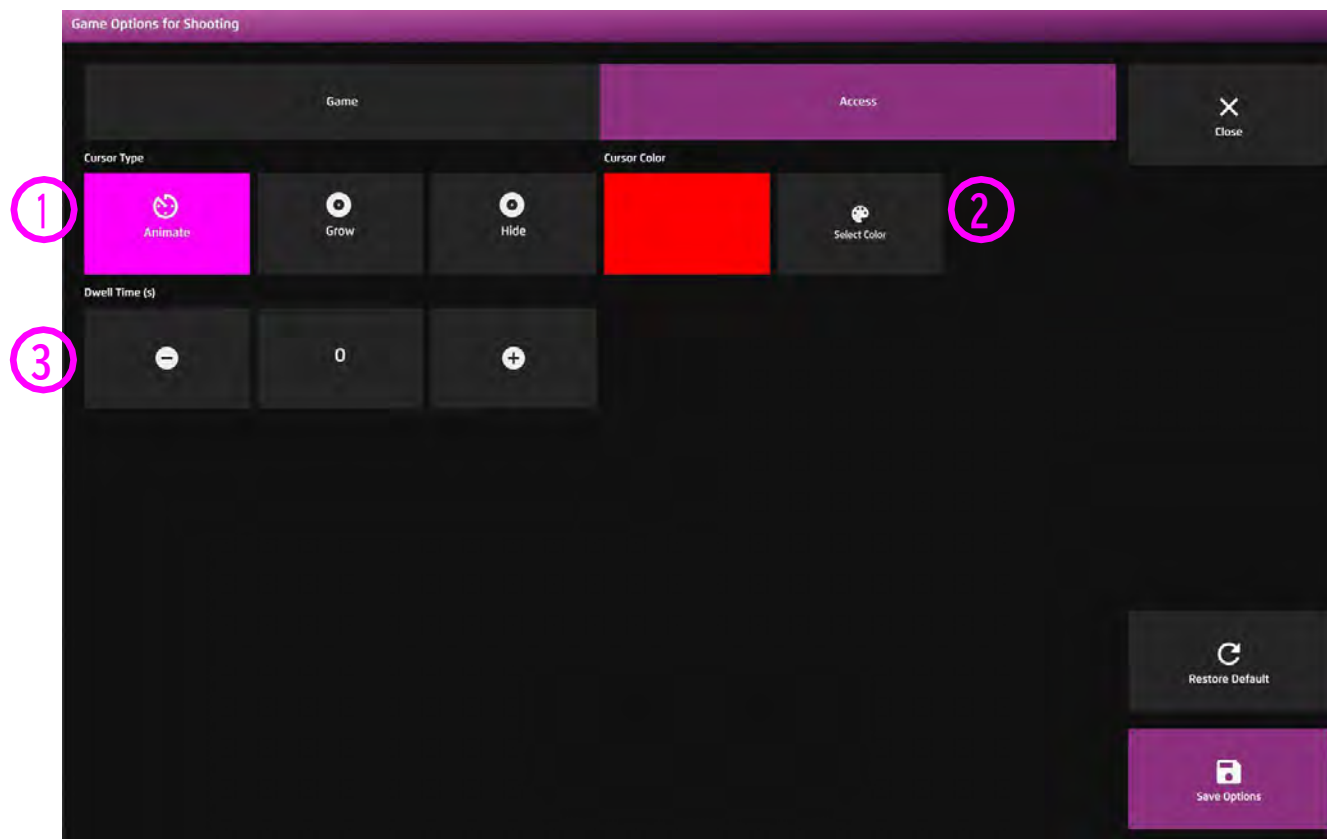 Game Options for Shooting
Game
Access
Close
Cursor Type
Cursor Color
1
Animate
Grow
Hide
Select Color
2
Dwell Time (s)
3
0
Restore Default
Save Options